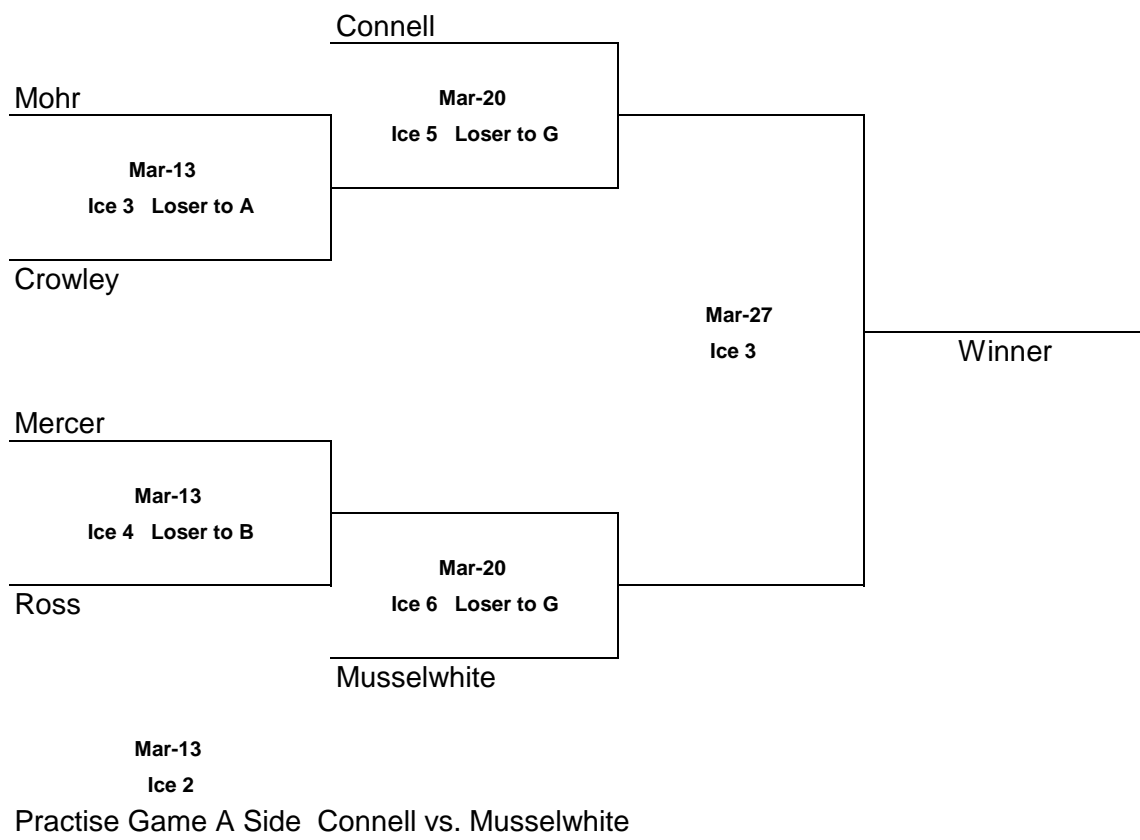 Connell
Mohr
Mar-20
Ice 5 Loser to G
Mar-13
Ice 3 Loser to A
Crowley
Mar-27
Ice 3
Winner
Mercer
Mar-13
Ice 4 Loser to B
Mar-20
Ross
Ice 6 Loser to G
Musselwhite
Mar-13
Ice 2
Practise Game A Side Connell vs. Musselwhite